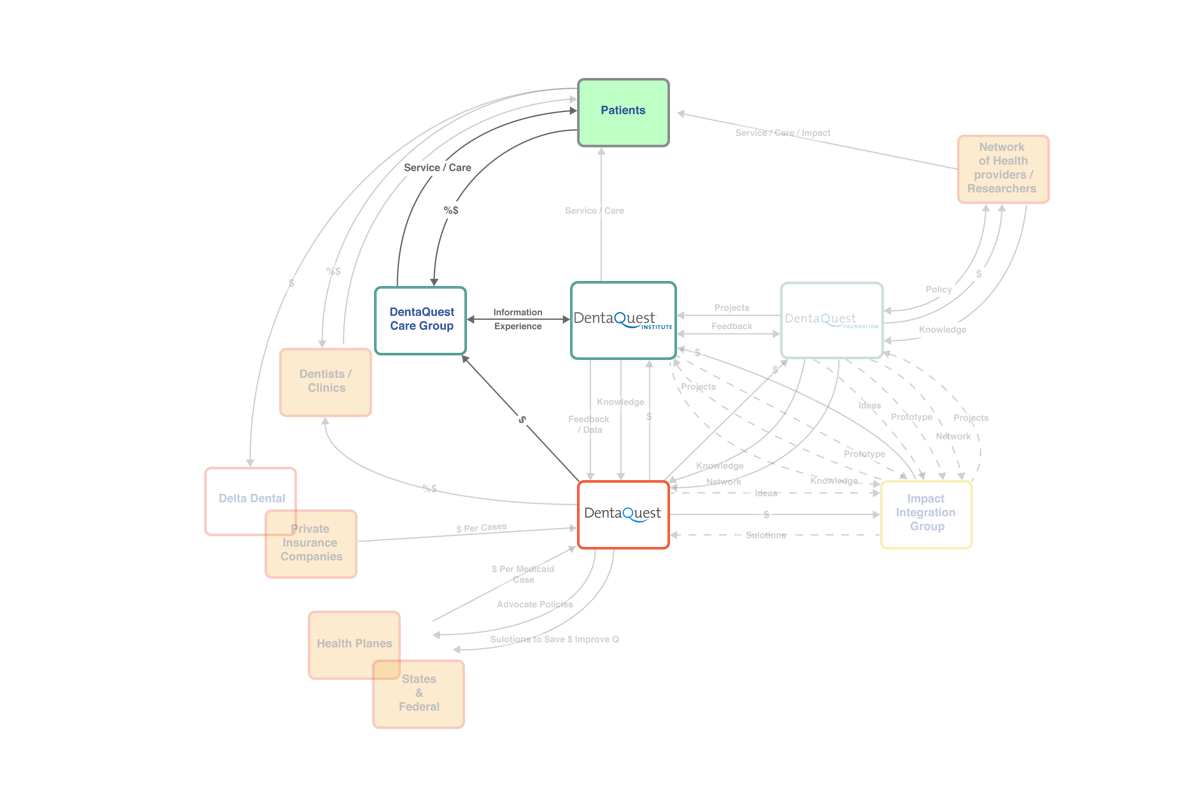 Patients
Service / Care / Impact
Network
of Health
providers /
Researchers
Service / Care
%$
Service / Care
%$
$
$
Policy
Knowledge
DentaQuest
Care Group
Information
Experience
DentaQuest
INSTITUTE
Projects
Feedback
DentaQuest
FOUNDATION
Dentists /
Clinics
$
Projects
$
Knowledge
Feedback
/ Data
$
$
Ideas
Prototype
Projects
Network
Prototype
Knowledge
Network
Knowledge
Ideas
%$
Delta Dental
Private
Insurance
Companies
$ Per Cases
DentaQuest
$
Sulotions
Impact
Integration
Group
$ Per Medicaid
Case
Advocate Policies
Sulotions to Save $ Improve Q
Health Planes
States
&
Federal